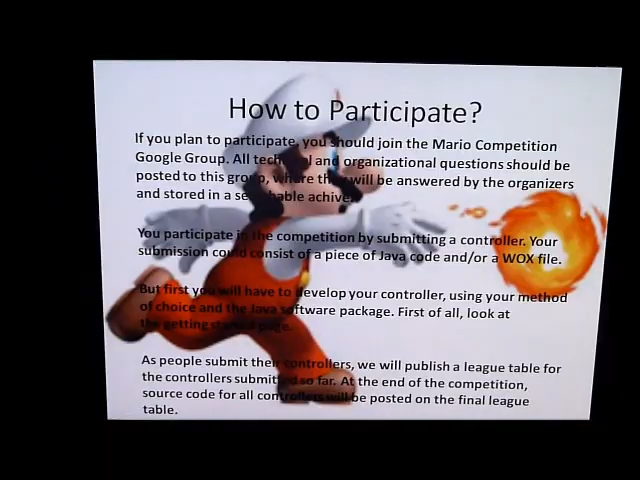 How to Participate?
If you plan to participate, you should join the Mario Competition
Google Group. All technical and organizational questions should be
posted to this group, where they will be answered by the organizers
and stored in a searchable achive.
You participate in the competition by submitting a controller. Your
submission could consist of a piece of Java code and/or a WOX file.
But first you will have to develop your controller, using your method
of choice and the Java software package. First of all, look at
the getting started page.
As people submit their controllers, we will publish a league table for
the controllers submitted so far. At the end of the competition,
source code for all controllers will be posted on the final league
table.